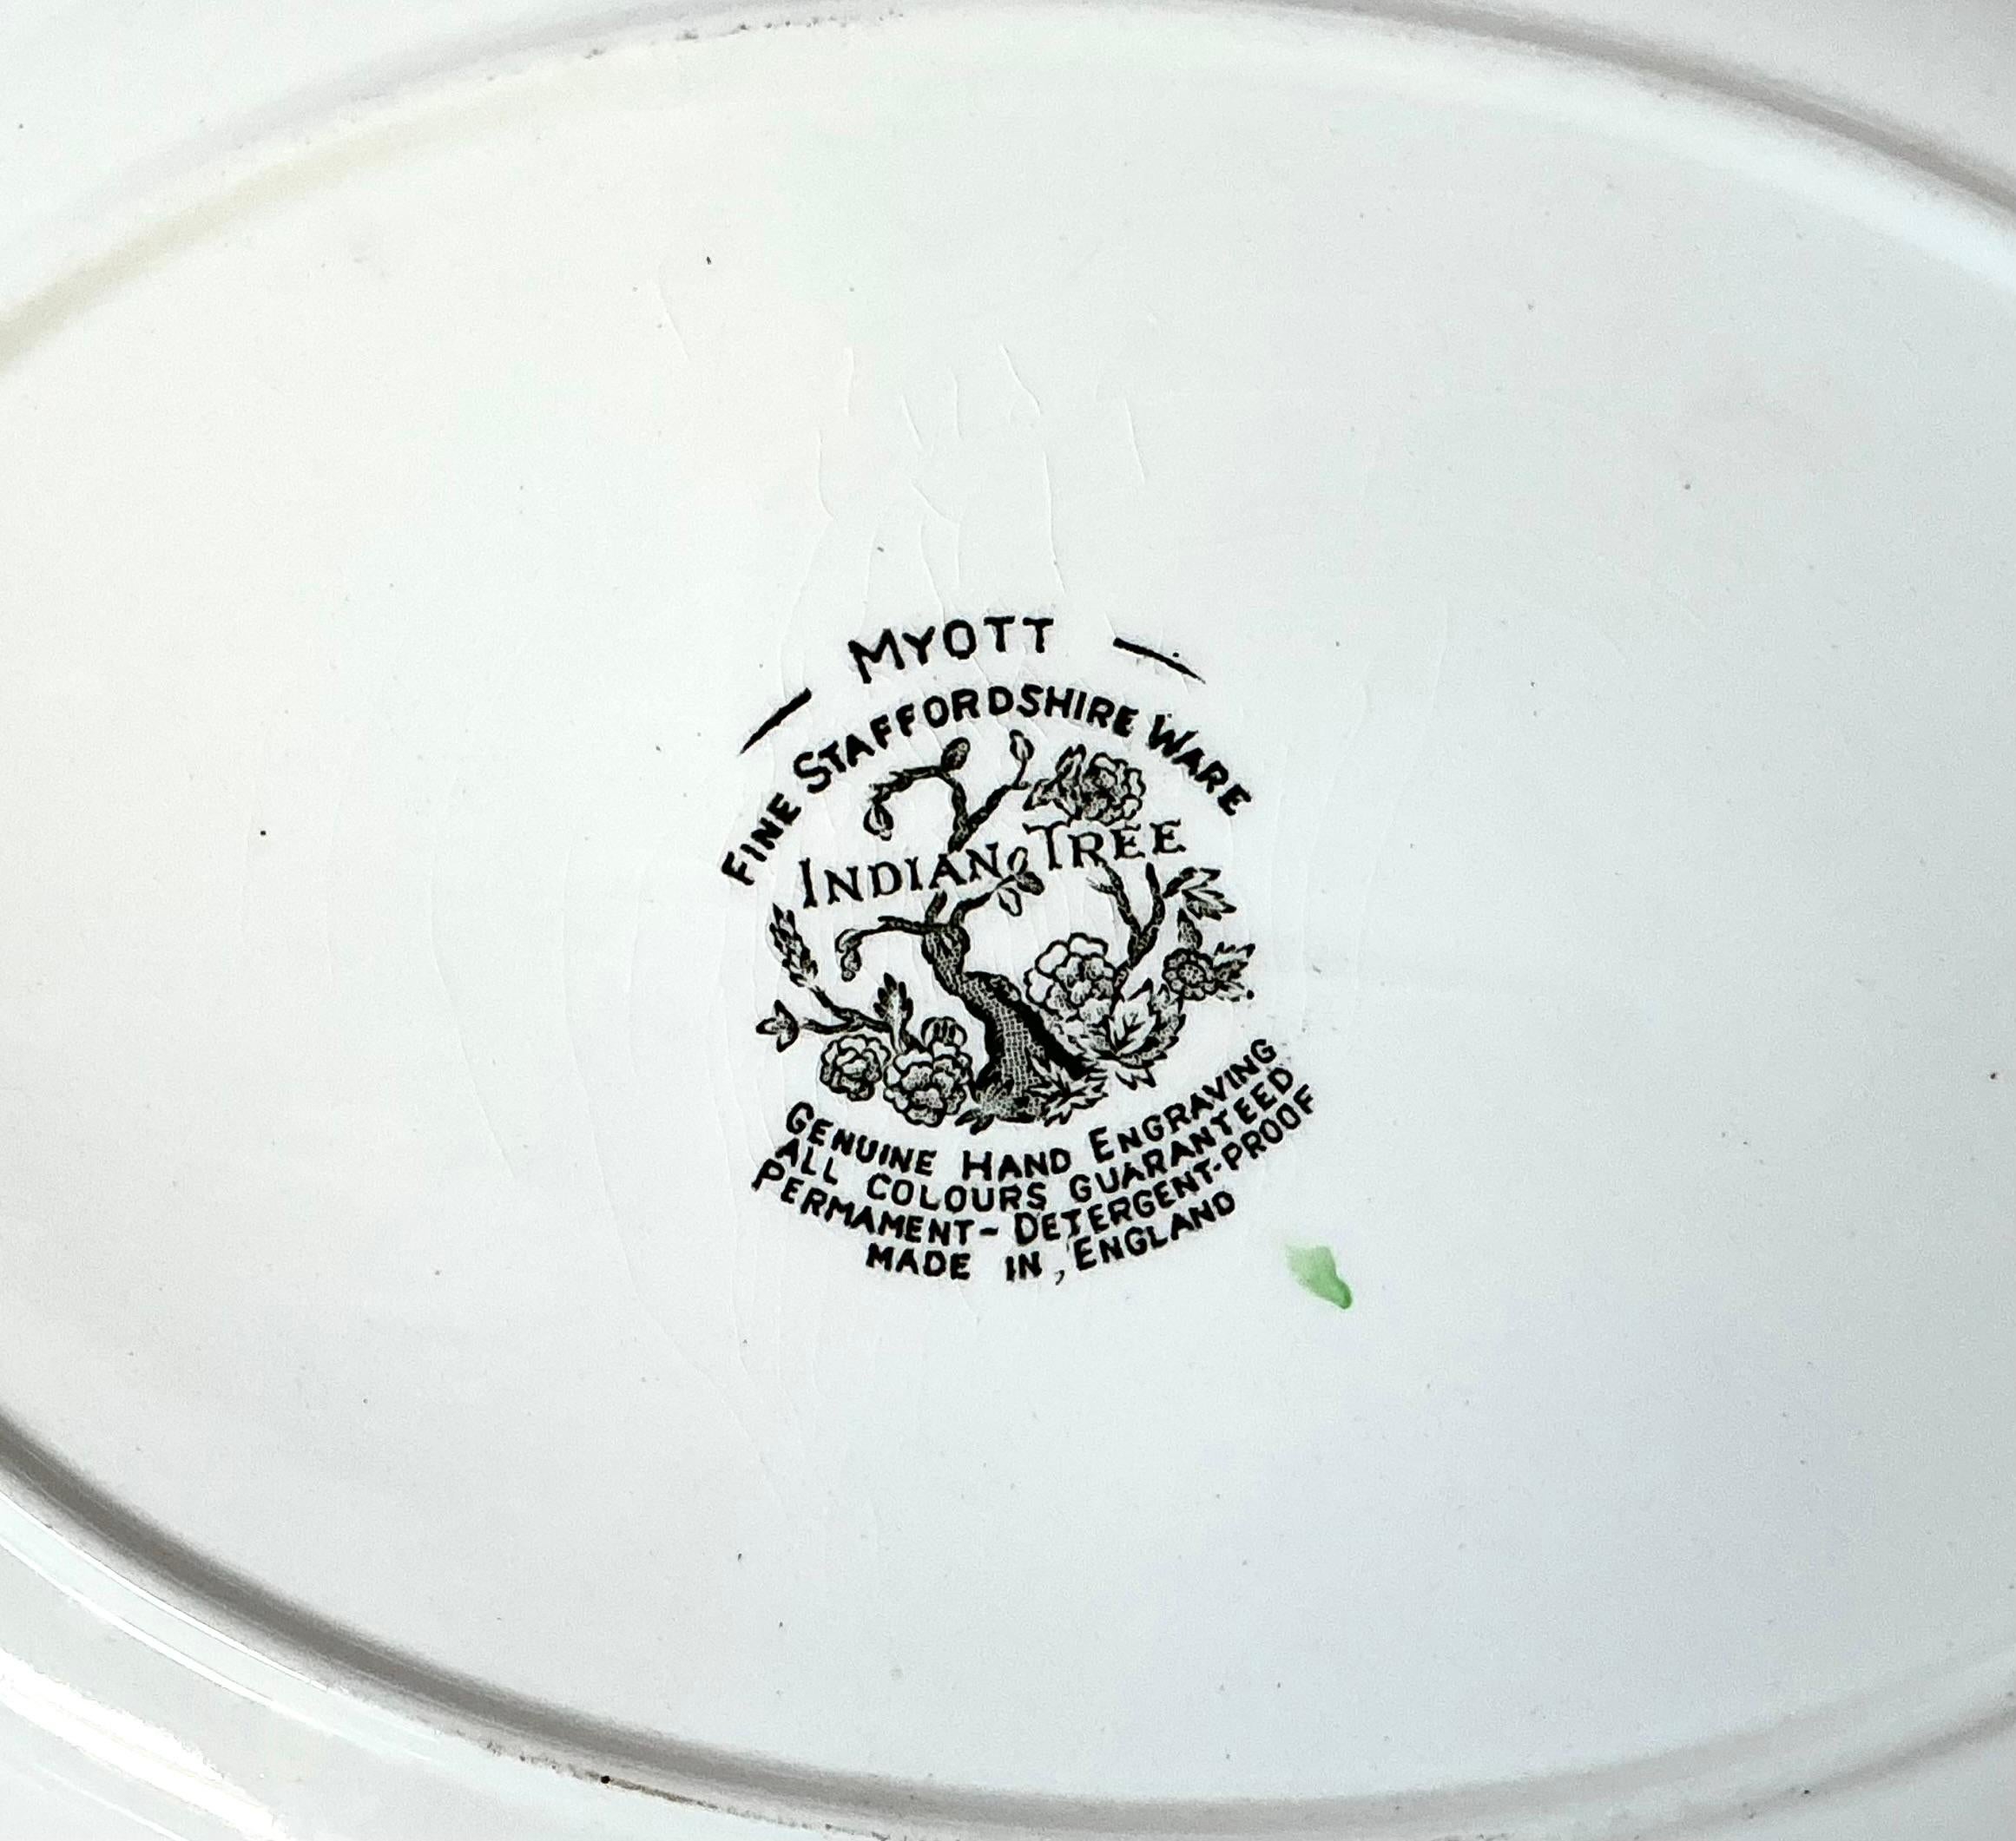 MYOTT
FINE STAFFORDSHIRE WARE
INDIAN TREE
GENUINE HAND ENGRAVING
ALL COLOURS GUARANTEED
PERMAMENT - DETERGENT-PROOF
MADE IN, ENGLAND